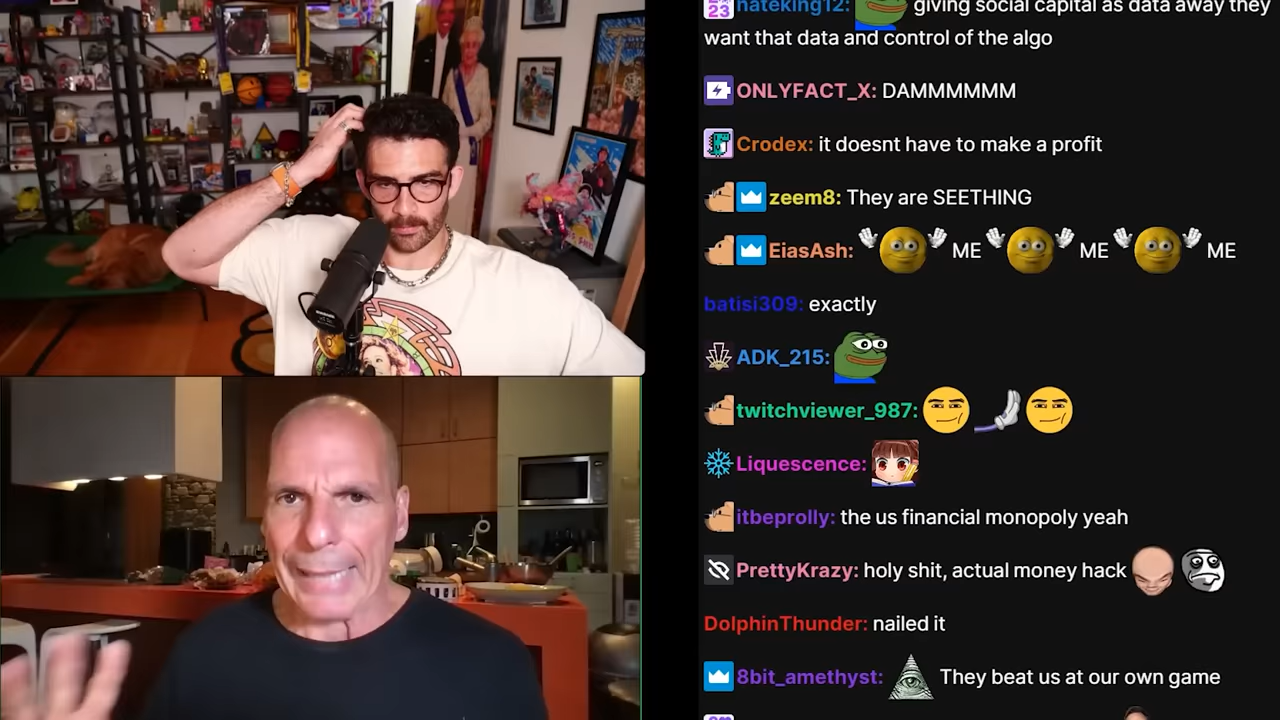 23 hateking12: giving social capital as data away they
want that data and control of the algo
ONLYFACT_X: DAMMMMMM
Crodex: it doesnt have to make a profit
zeem8: They are SEETHING
EiasAsh: ME ME ME
batisi309: exactly
ADK_215:
twitchviewer_987:
Liquescence:
itbeprolly: the us financial monopoly yeah
PrettyKrazy: holy shit, actual money hack
DolphinThunder: nailed it
8bit_amethyst: They beat us at our own game